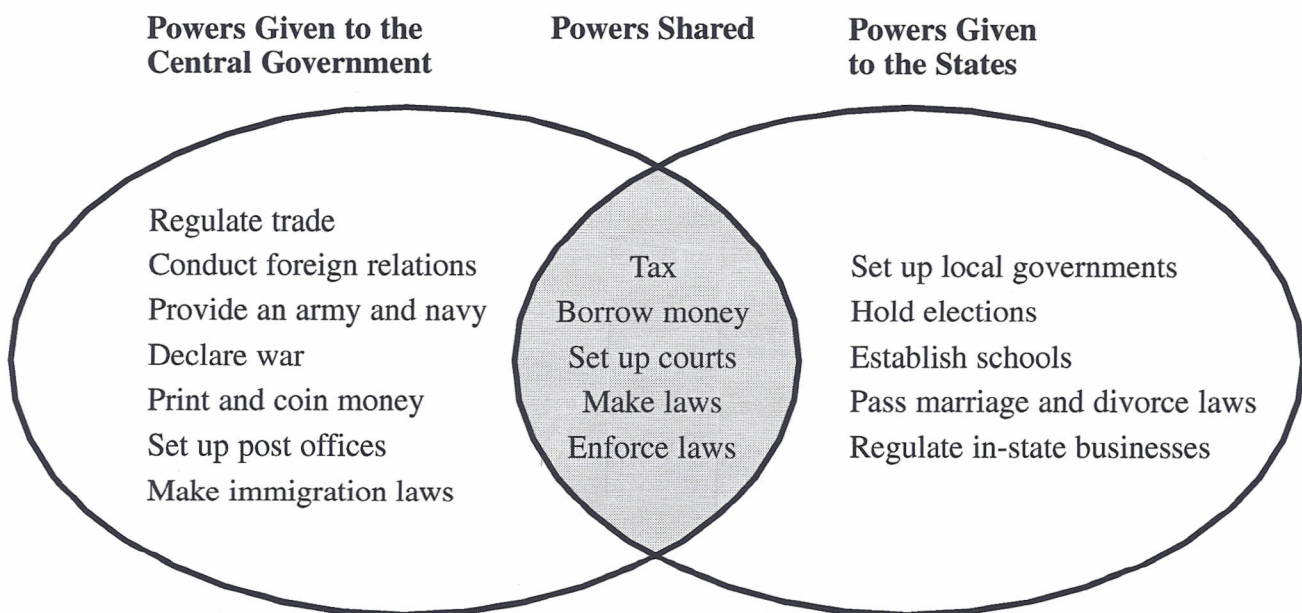 Powers Given to the
Central Government
Powers Shared
Powers Given
to the States
Regulate trade
Conduct foreign relations
Provide an army and navy
Declare war
Print and coin money
Set up post offices
Make immigration laws
Tax
Borrow money
Set up courts
Make laws
Enforce laws
Set up local governments
Hold elections
Establish schools
Pass marriage and divorce laws
Regulate in-state businesses